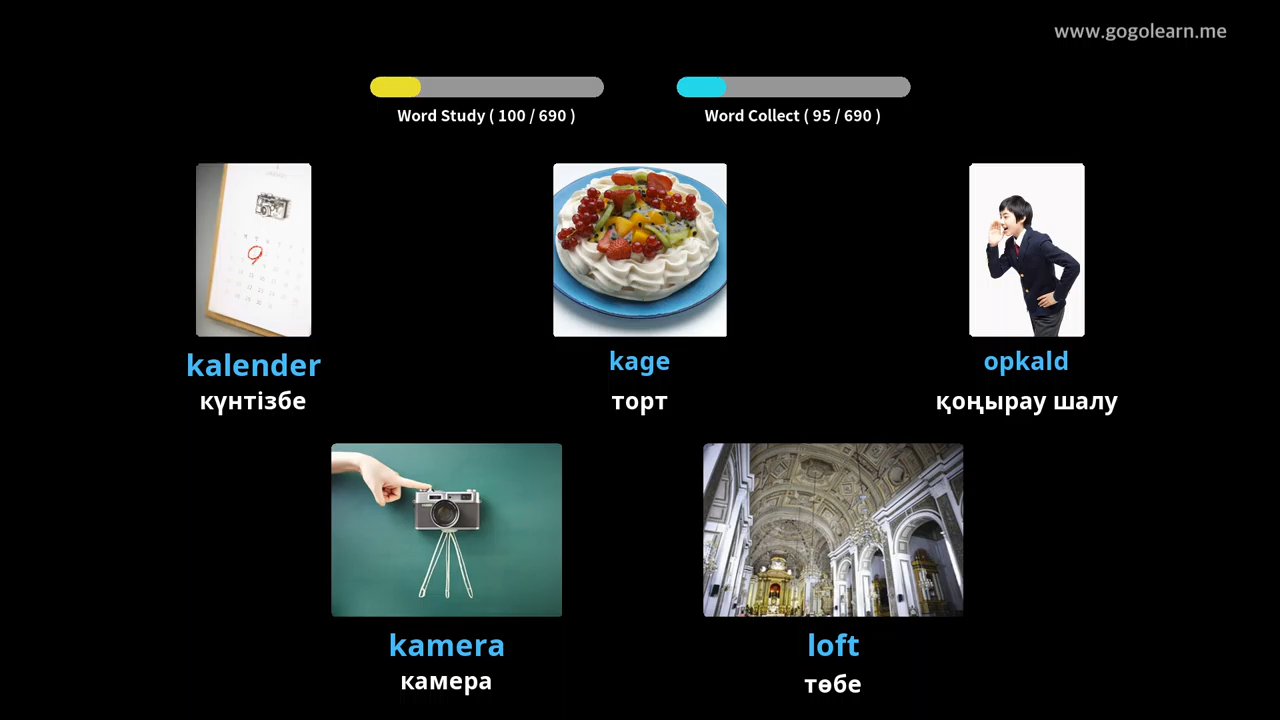 www.gogolearn.me
Word Study ( 100 / 690 )
Word Collect ( 95 / 690 )
kalender
күнтізбе
kage
торт
opkald
қоңырау шалу
kamera
камера
loft
төбе